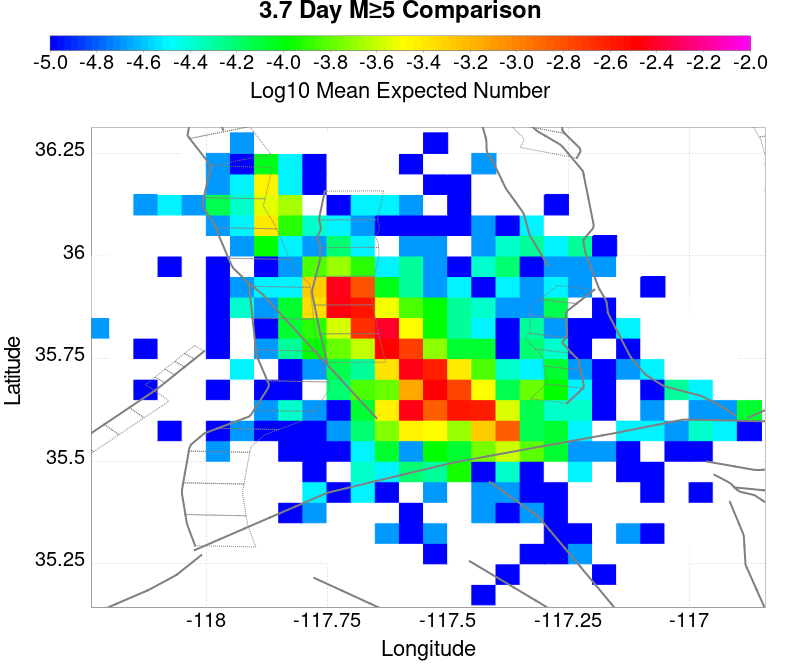 3.7 Day M≥5 Comparison
-5.0 -4.8 -4.6 -4.4 -4.2 -4.0 -3.8 -3.6 -3.4 -3.2 -3.0 -2.8 -2.6 -2.4 -2.2 -2.0
Log10 Mean Expected Number
36.25
36
35.75
35.5
35.25
Latitude
-118 -117.75 -117.5 -117.25 -117
Longitude